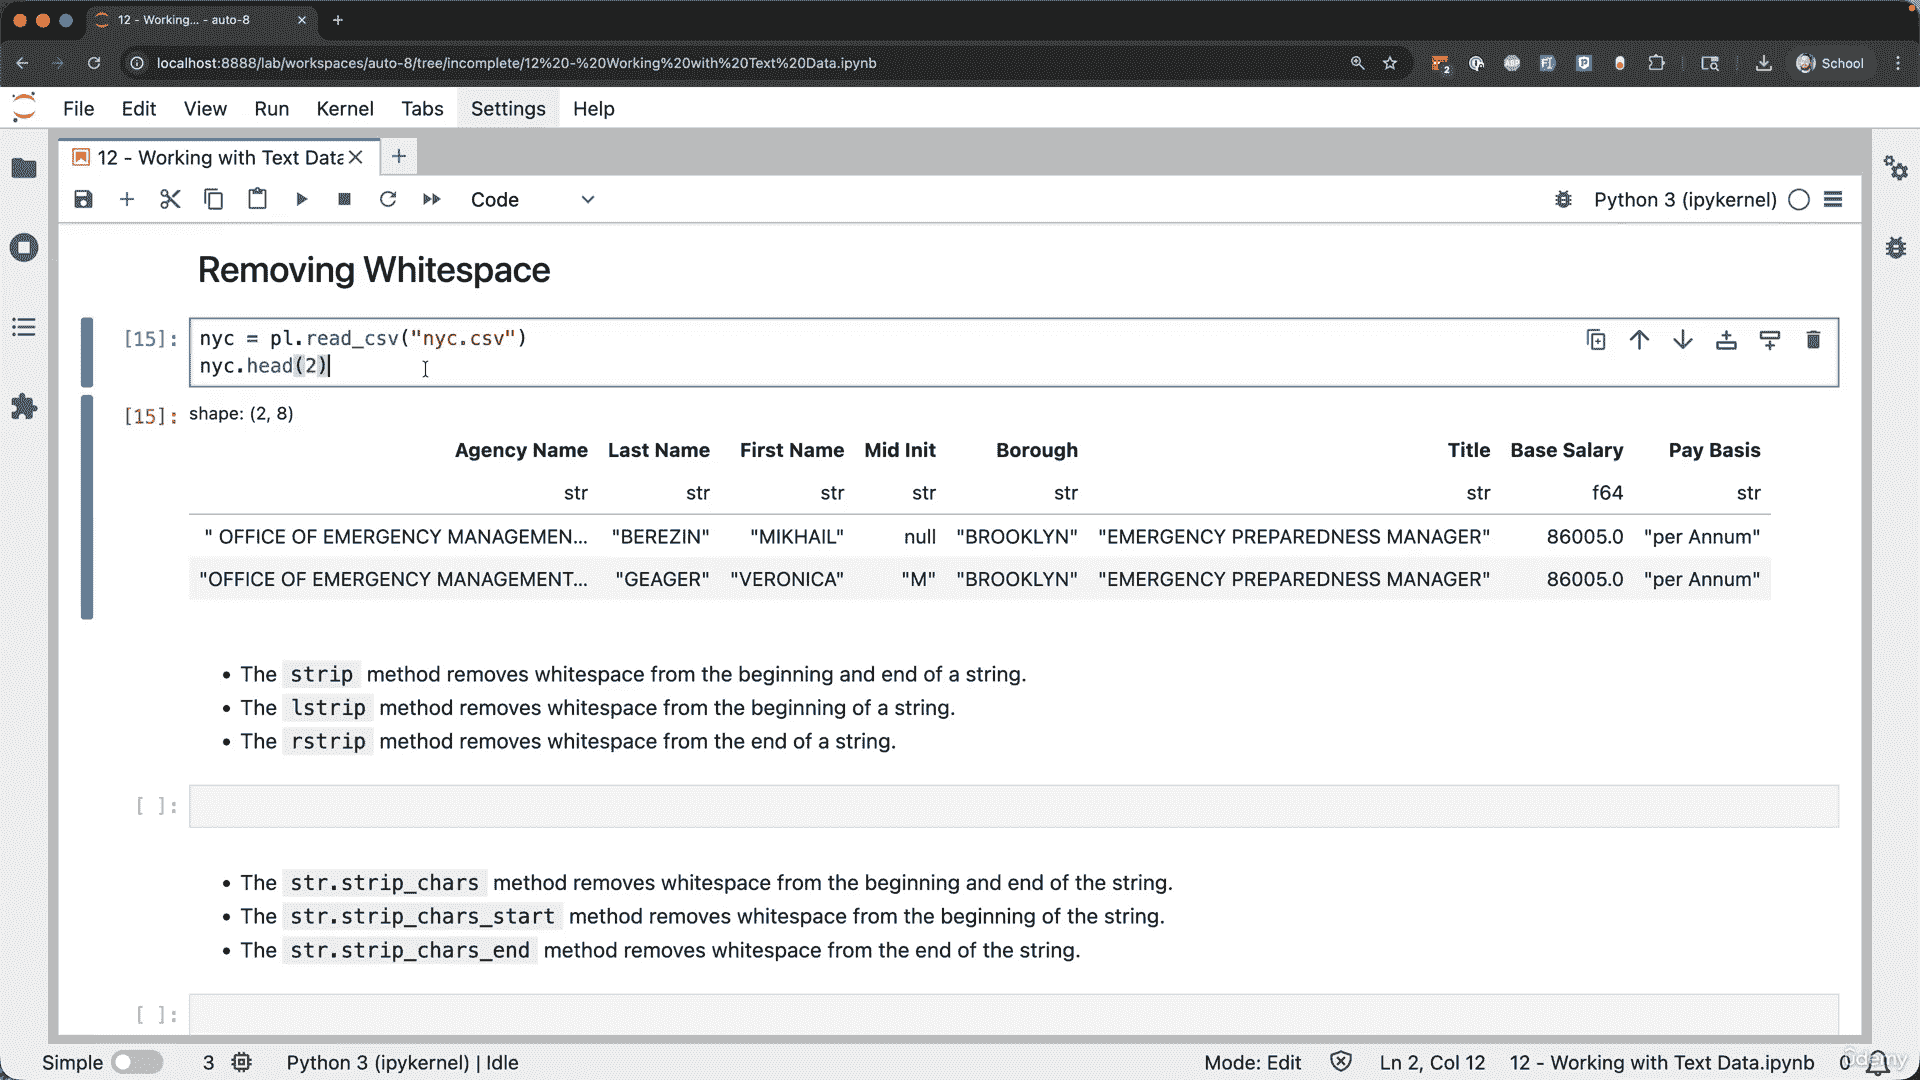 12 - Working... - auto-8
localhost:8888/lab/workspaces/auto-8/tree/incomplete/12%20-%20Working%20with%20Text%20Data.ipynb
2
School
File Edit View Run Kernel Tabs Settings Help
12 - Working with Text Data
Code
Python 3 (ipykernel)
Removing Whitespace
[15]: nyc = pl.read_csv("nyc.csv")
nyc.head(2)
[15]: shape: (2, 8)
Agency Name Last Name First Name Mid Init Borough Title Base Salary Pay Basis
str str str str str str f64 str
" OFFICE OF EMERGENCY MANAGEMEN... "BEREZIN" "MIKHAIL" null "BROOKLYN" "EMERGENCY PREPAREDNESS MANAGER" 86005.0 "per Annum"
"OFFICE OF EMERGENCY MANAGEMENT... "GEAGER" "VERONICA" "M" "BROOKLYN" "EMERGENCY PREPAREDNESS MANAGER" 86005.0 "per Annum"
• The strip method removes whitespace from the beginning and end of a string.
• The lstrip method removes whitespace from the beginning of a string.
• The rstrip method removes whitespace from the end of a string.
[ ]:
• The str.strip_chars method removes whitespace from the beginning and end of the string.
• The str.strip_chars_start method removes whitespace from the beginning of the string.
• The str.strip_chars_end method removes whitespace from the end of the string.
[ ]:
Simple 3 Python 3 (ipykernel) | Idle Mode: Edit Ln 2, Col 12 12 - Working with Text Data.ipynb 0
udemy